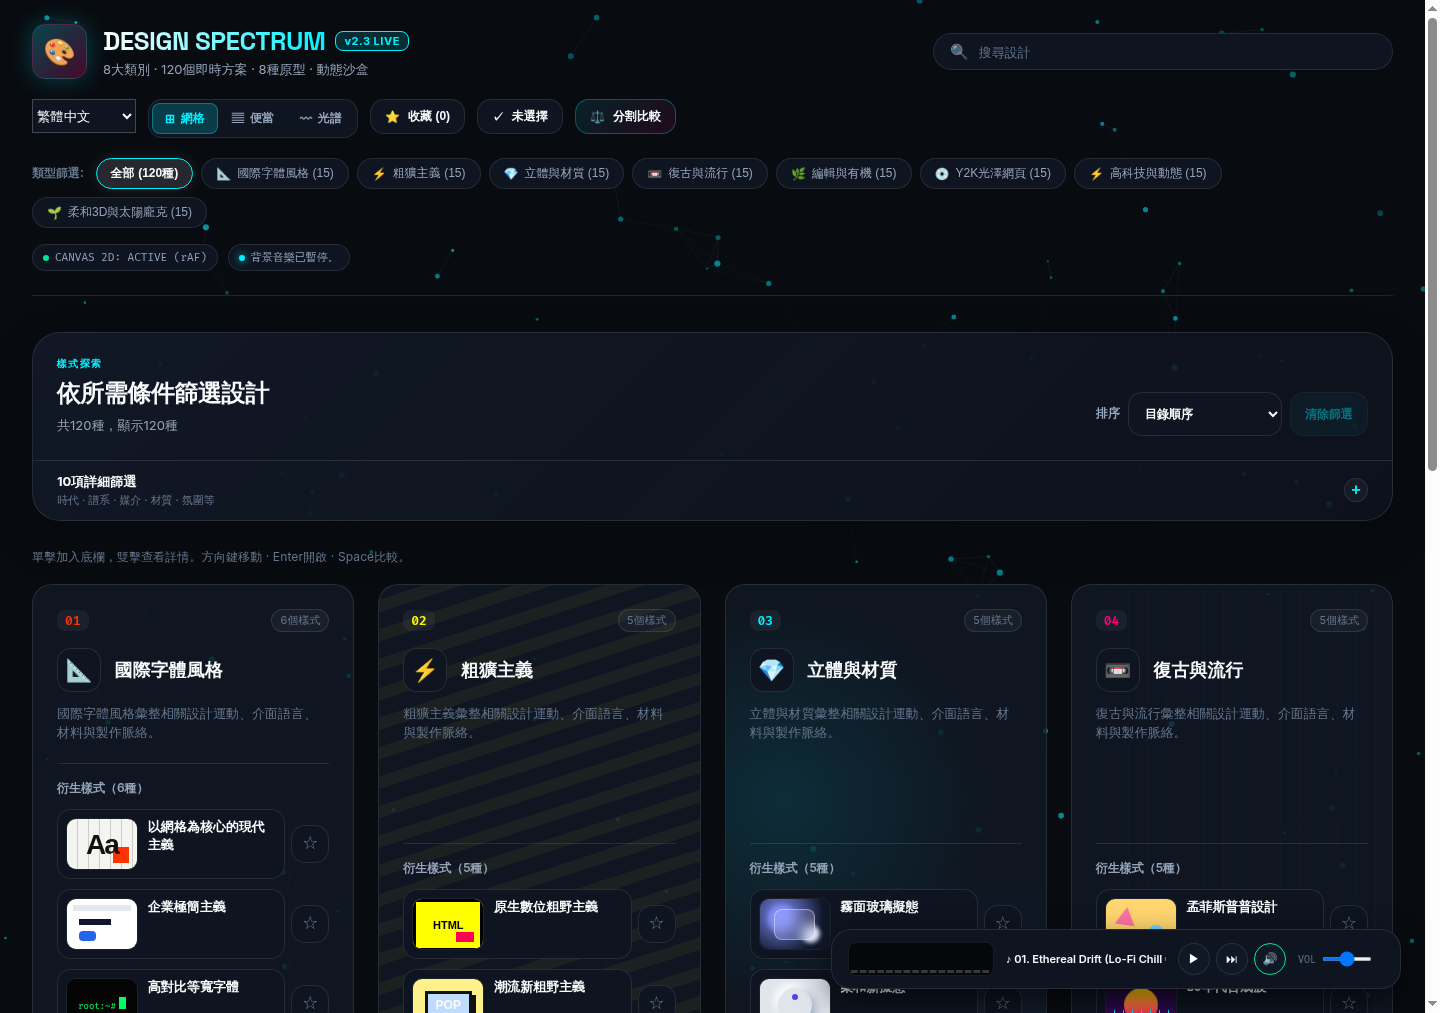 DESIGN SPECTRUM v2.3 LIVE
8大類別 · 120個即時方案 · 8種原型 · 動態沙盒
搜尋設計
繁體中文 網格 便當 光譜 收藏 (0) ✓ 未選擇 分割比較
類型篩選: 全部 (120種) 國際字體風格 (15) 粗獷主義 (15) 立體與材質 (15) 復古與流行 (15) 編輯與有機 (15) Y2K光澤網頁 (15) 高科技與動態 (15)
柔和3D與太陽龐克 (15)
CANVAS 2D: ACTIVE (rAF) 背景音樂已暫停。
樣式探索
依所需條件篩選設計
共120種，顯示120種
排序 目錄順序 清除篩選
10項詳細篩選
時代 · 譜系 · 媒介 · 材質 · 氛圍等
+
單擊加入底欄，雙擊查看詳情。方向鍵移動 · Enter開啟 · Space比較。
01 6個樣式
國際字體風格
國際字體風格彙整相關設計運動、介面語言、
材料與製作脈絡。
衍生樣式（6種）
Aa
以網格為核心的現代
主義
企業極簡主義
root:~#
高對比等寬字體
02 5個樣式
粗獷主義
粗獷主義彙整相關設計運動、介面語言、材料
與製作脈絡。
衍生樣式（5種）
HTML
原生數位粗野主義
POP
潮流新粗野主義
03 5個樣式
立體與材質
立體與材質彙整相關設計運動、介面語言、材
料與製作脈絡。
衍生樣式（5種）
霧面玻璃擬態
04 5個樣式
復古與流行
復古與流行彙整相關設計運動、介面語言、材
料與製作脈絡。
衍生樣式（5種）
孟菲斯普普設計
♪ 01. Ethereal Drift (Lo-Fi Chill
VOL